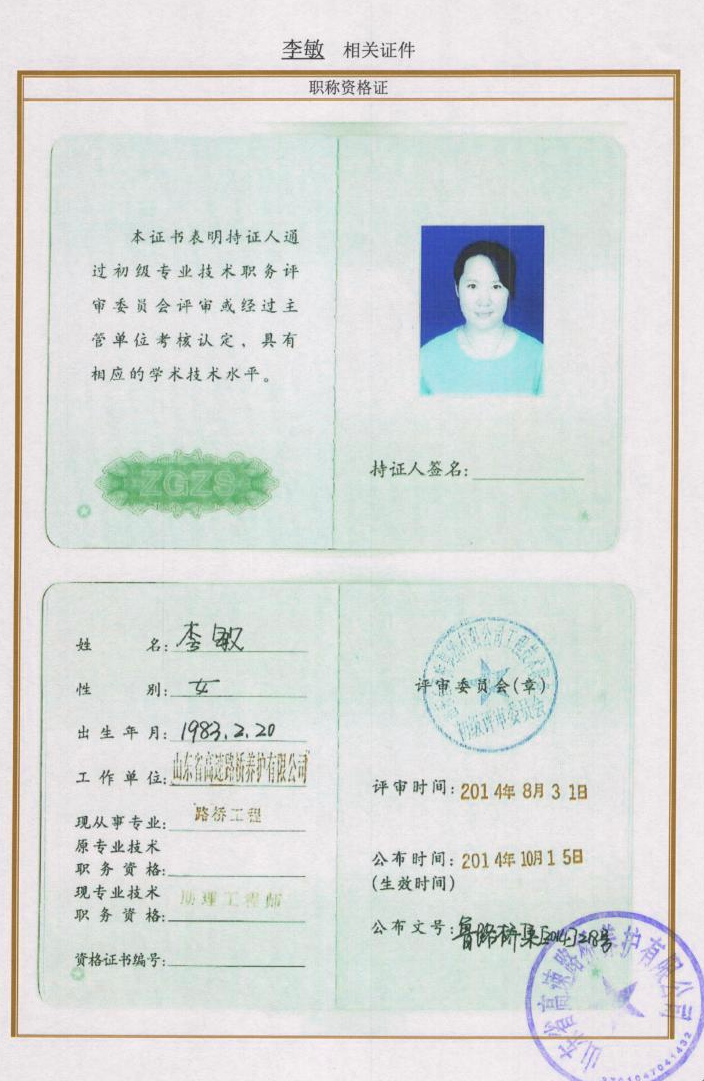 李敏 相关证件
职称资格证
本证书表明持证人通
过初级专业技术职务评
审委员会评审或经过主
管单位考核认定，具有
相应的学术技术水平。
ZGZS
持证人签名：
姓 名：李敏
性 别：女
出生年月：1983.2.20
工作单位：山东省高速路桥养护有限公司
现从事专业：路桥工程
原专业技术
职务资格：
现专业技术
职务资格：助理工程师
资格证书编号：
评审委员会（章）
初级评审委员会
评审时间：2014年8月31日
公布时间：2014年10月15日
（生效时间）
公布文号：鲁路桥 [2014]28号
山东省高速路桥养护有限公司